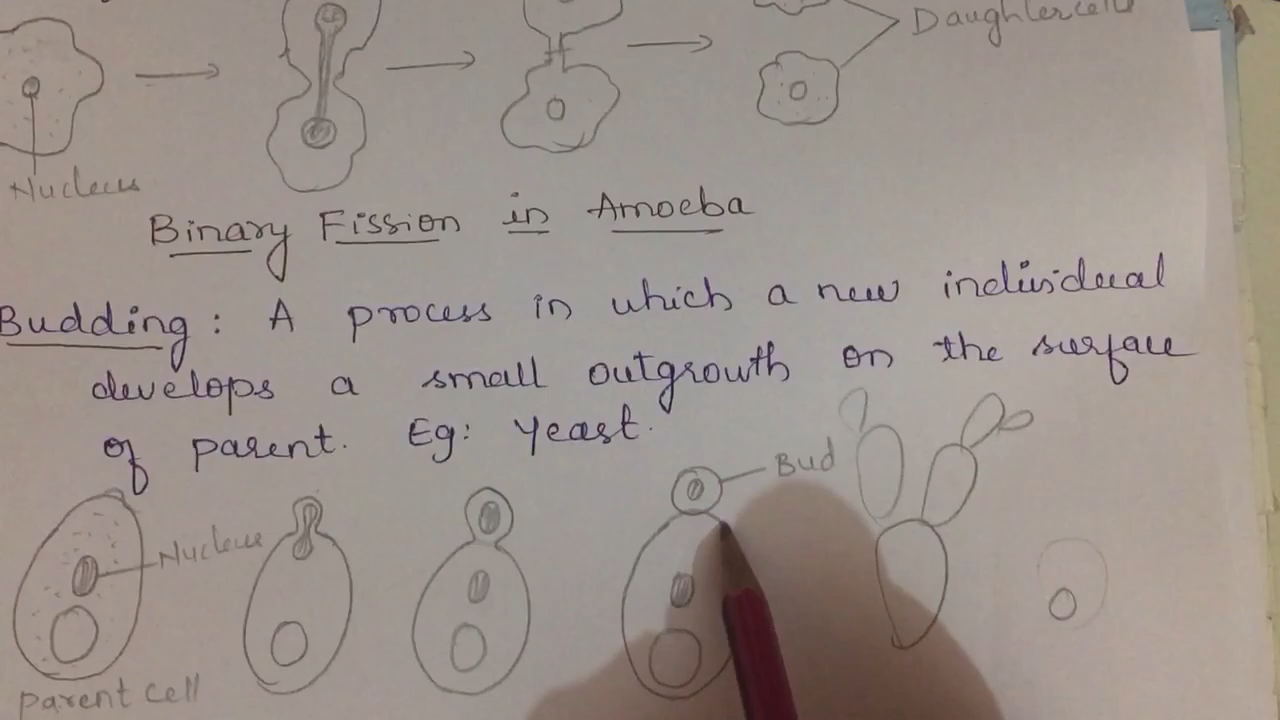 Daughter cells
Nucleus
Binary Fission in Amoeba
Budding: A process in which a new individual
develops a small outgrowth on the surface
of parent. Eg: Yeast.
Bud
Nucleus
Parent cell